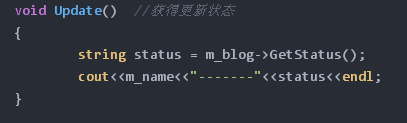 void Update()  //获得更新状态
{
        string status = m_blog->GetStatus();
        cout<<m_name<<"-------"<<status<<endl;
}